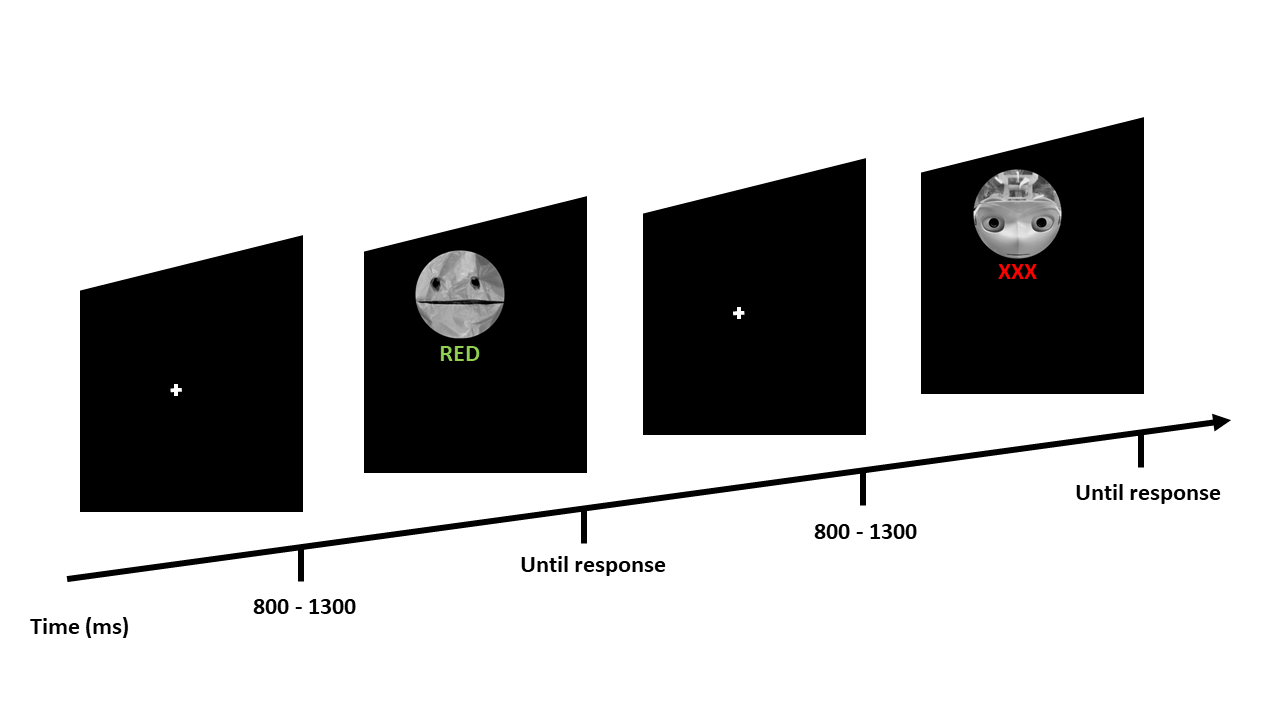 RED
XXX
Until response
800 - 1300
Until response
800 - 1300
Time (ms)